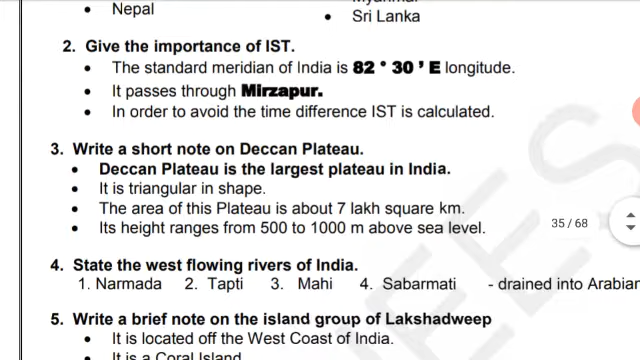 • Nepal
• Sri Lanka
2. Give the importance of IST.
• The standard meridian of India is 82 ° 30 ’ E longitude.
• It passes through Mirzapur.
• In order to avoid the time difference IST is calculated.
3. Write a short note on Deccan Plateau.
• Deccan Plateau is the largest plateau in India.
• It is triangular in shape.
• The area of this Plateau is about 7 lakh square km.
• Its height ranges from 500 to 1000 m above sea level.
35 / 68
4. State the west flowing rivers of India.
1. Narmada 2. Tapti 3. Mahi 4. Sabarmati - drained into Arabian
5. Write a brief note on the island group of Lakshadweep
• It is located off the West Coast of India.
• It is a Coral Island